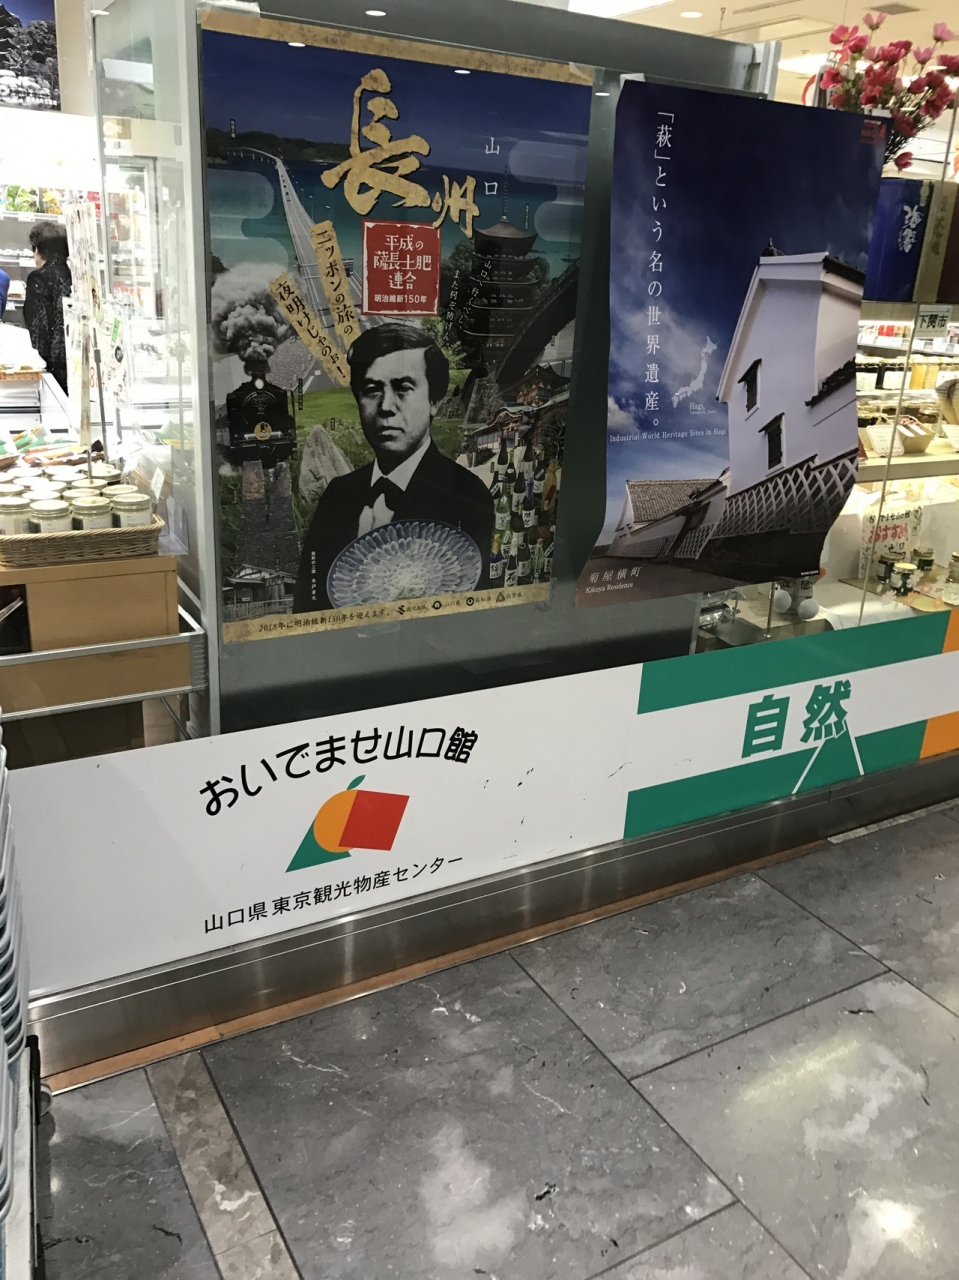 長州
山口
平成の
薩長土肥
連合
明治維新150年
ニッポンの旅の
夜明けじゃのぉ!
2018年に明治維新150年を迎えます。
「萩」という名の世界遺産。
Hagi,
Industrial World Heritage Sites in Hagi
菊屋横町
Kikuya Residence
下関市
おいでませ山口館
山口県東京観光物産センター
自然